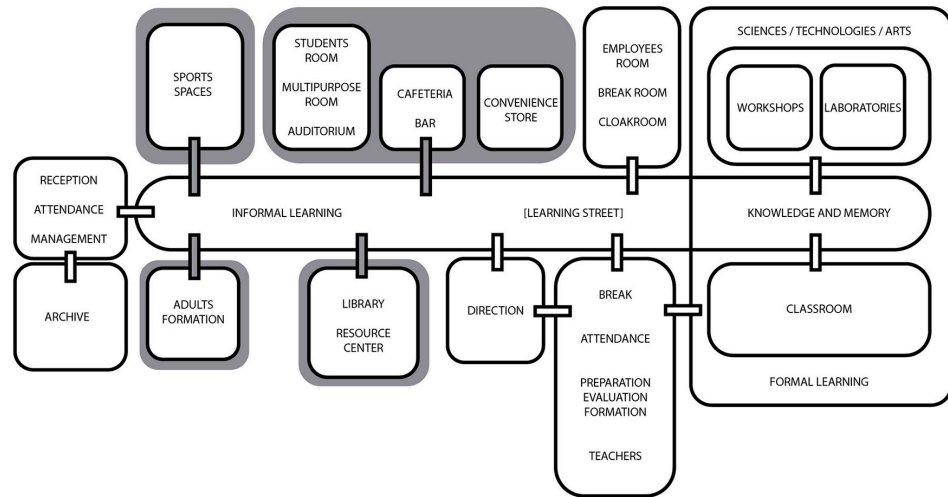 SPORTS
SPACES
STUDENTS
ROOM
MULTIPURPOSE
ROOM
AUDITORIUM
CAFETERIA
BAR
CONVENIENCE
STORE
EMPLOYEES
ROOM
BREAK ROOM
CLOAKROOM
SCIENCES / TECHNOLOGIES / ARTS
WORKSHOPS
LABORATORIES
RECEPTION
ATTENDANCE
MANAGEMENT
INFORMAL LEARNING
[LEARNING STREET]
KNOWLEDGE AND MEMORY
ARCHIVE
ADULTS
FORMATION
LIBRARY
RESOURCE
CENTER
DIRECTION
BREAK
ATTENDANCE
PREPARATION
EVALUATION
FORMATION
TEACHERS
CLASSROOM
FORMAL LEARNING